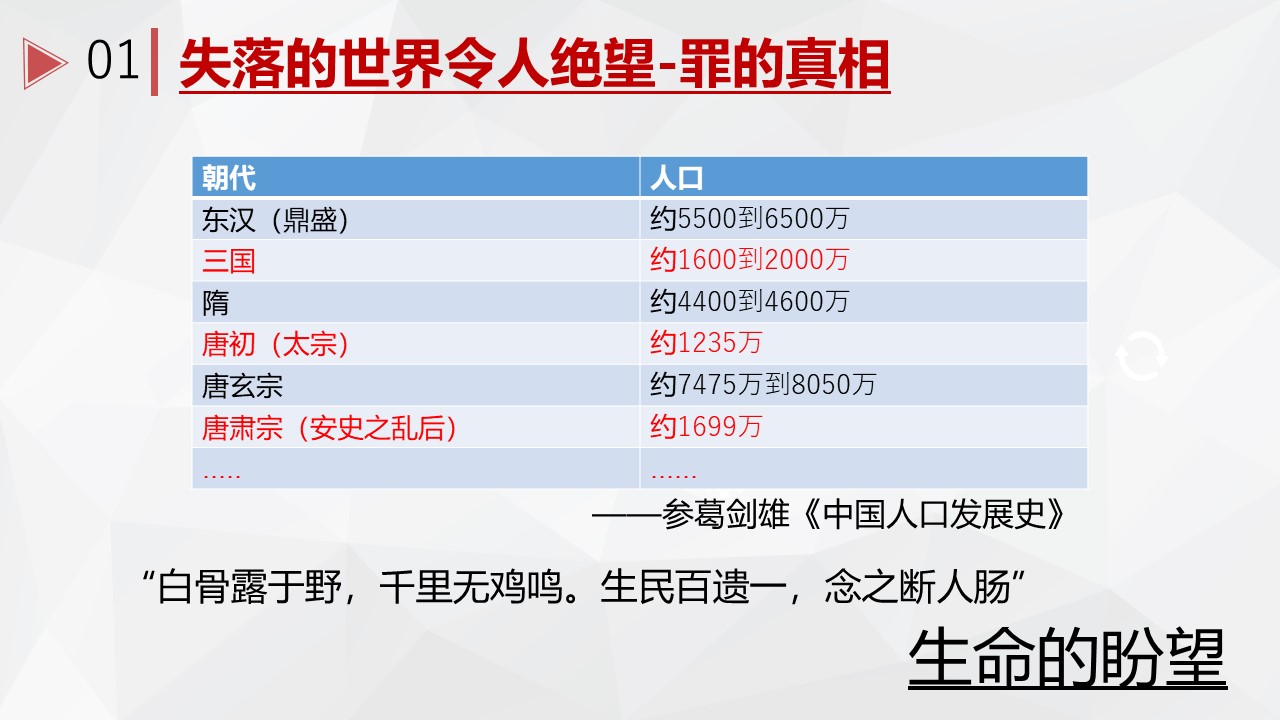 01 失落的世界令人绝望-罪的真相
朝代 人口
东汉（鼎盛） 约5500到6500万
三国 约1600到2000万
隋 约4400到4600万
唐初（太宗） 约1235万
唐玄宗 约7475万到8050万
唐肃宗（安史之乱后） 约1699万
..... ......
——参葛剑雄《中国人口发展史》
“白骨露于野，千里无鸡鸣。生民百遗一，念之断人肠”
生命的盼望